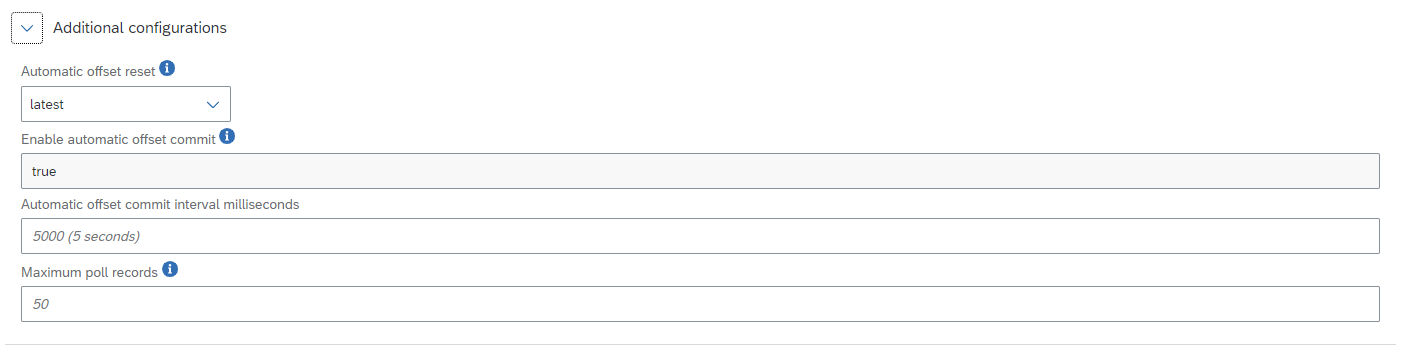 Additional configurations
Automatic offset reset
latest
Enable automatic offset commit
true
Automatic offset commit interval milliseconds
5000 (5 seconds)
Maximum poll records
50